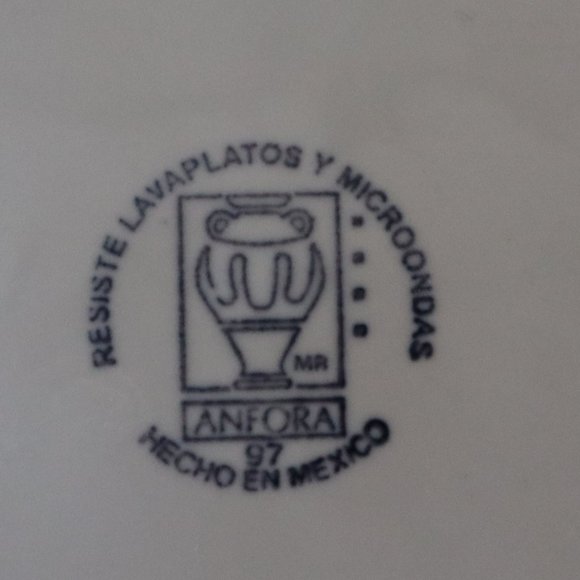 RESISTE LAVAPLATOS Y MICROONDAS
MR
ANFORA
97
HECHO EN MEXICO